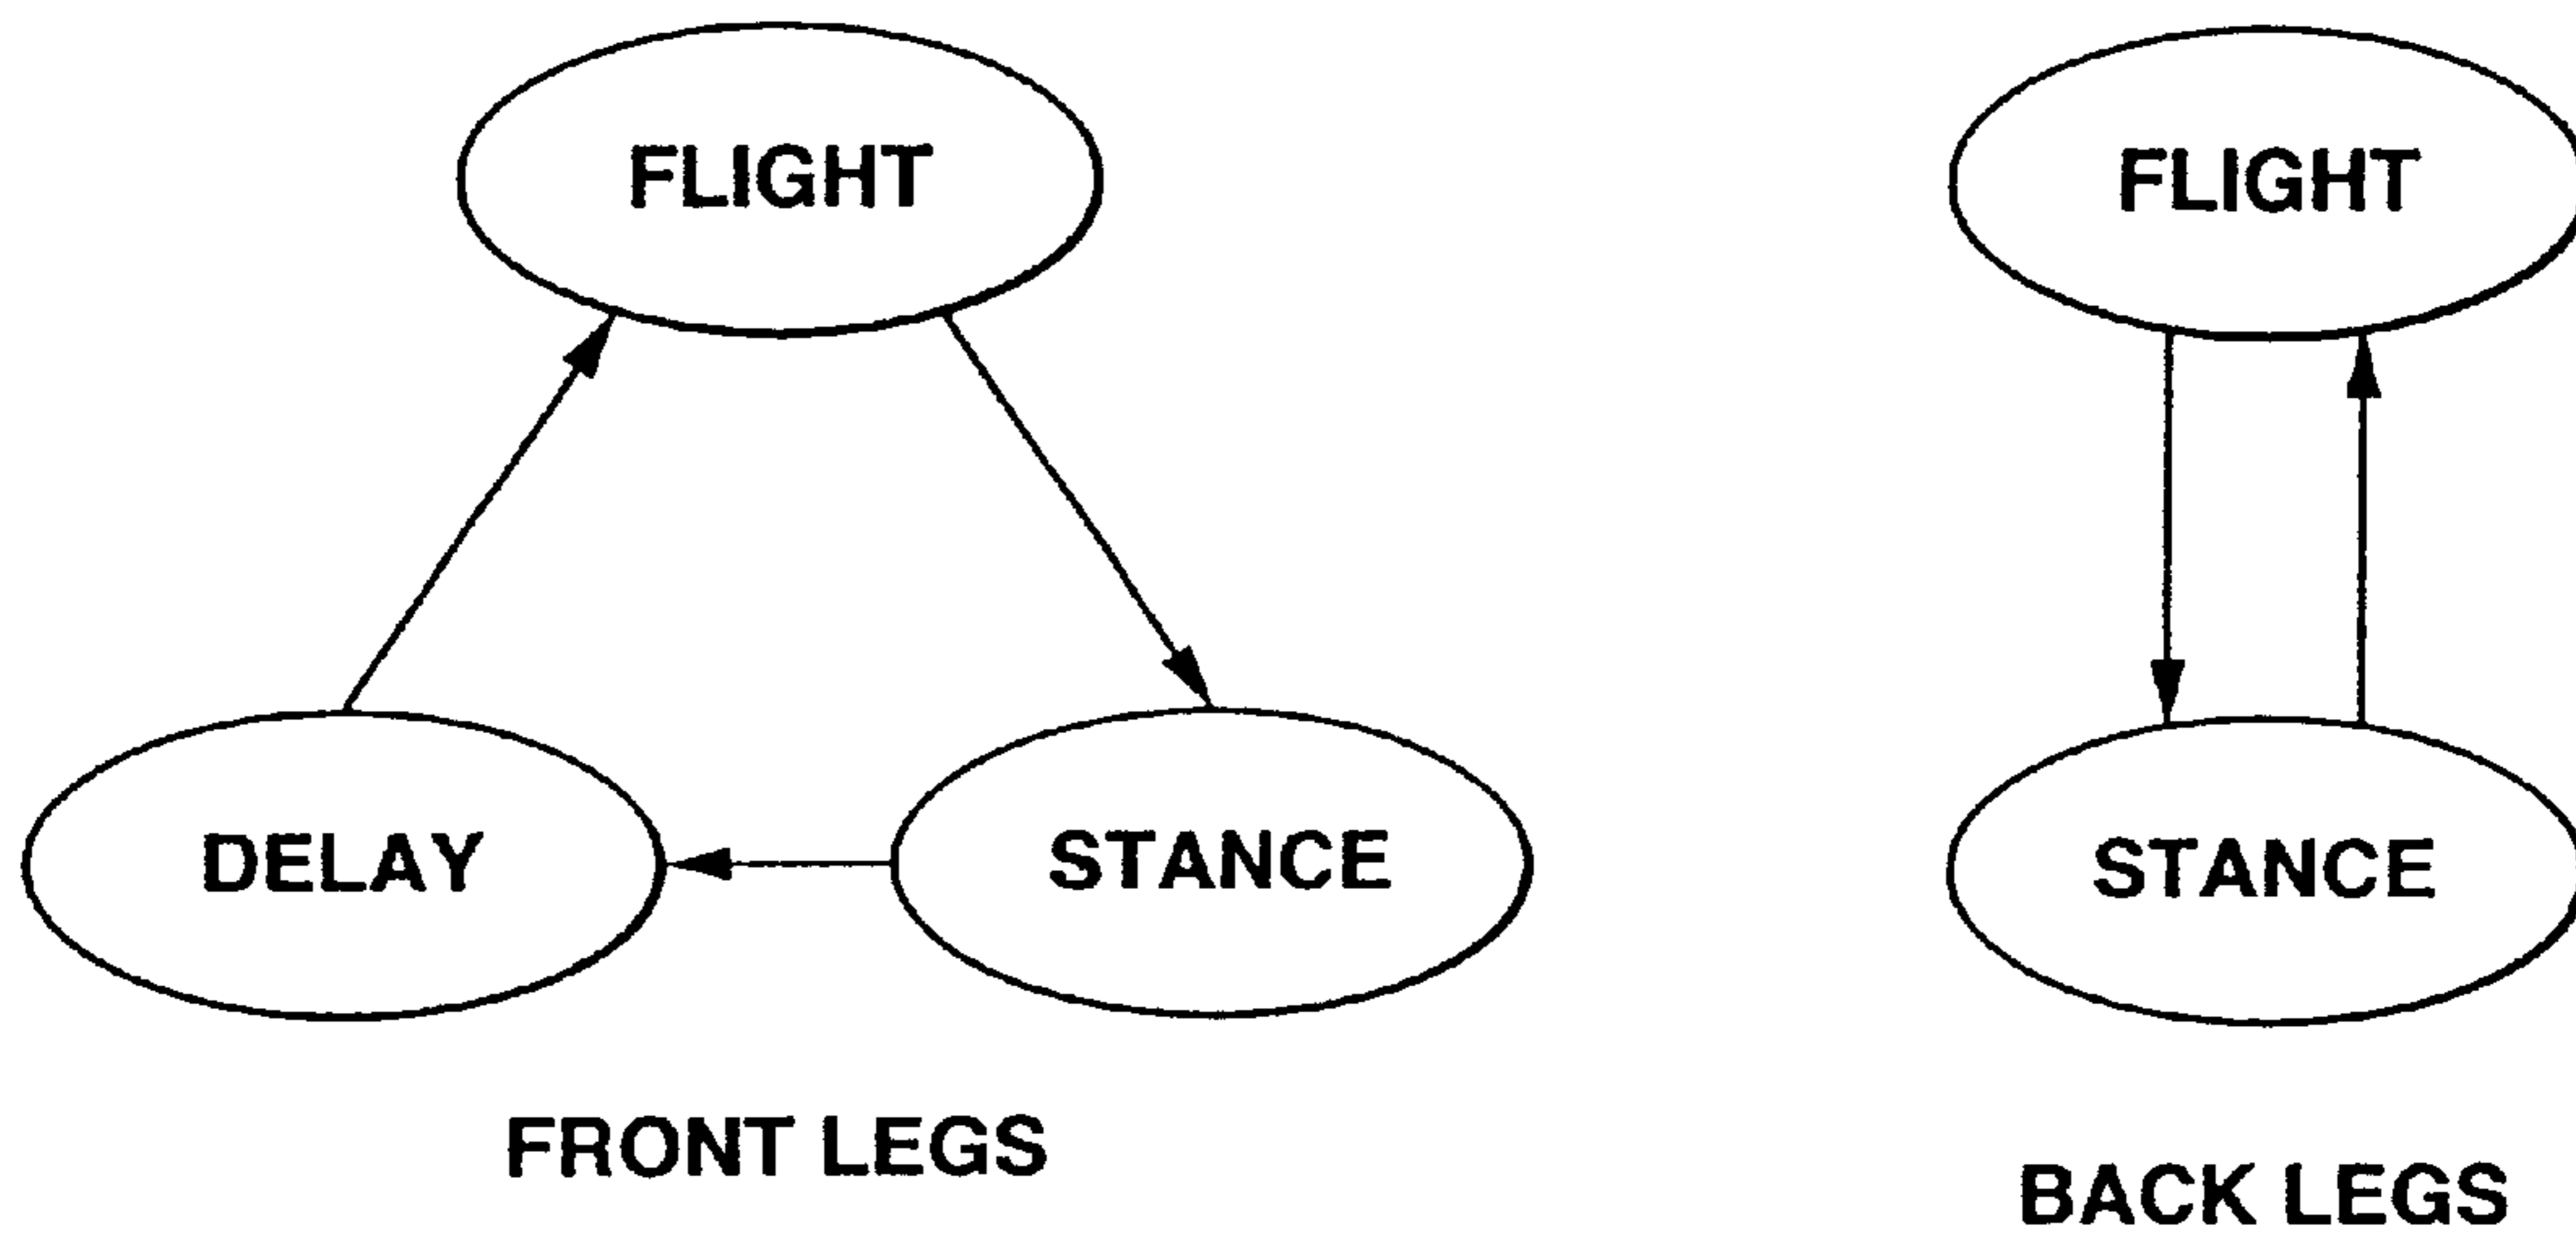 FLIGHT
DELAY
STANCE
FRONT LEGS
FLIGHT
STANCE
BACK LEGS